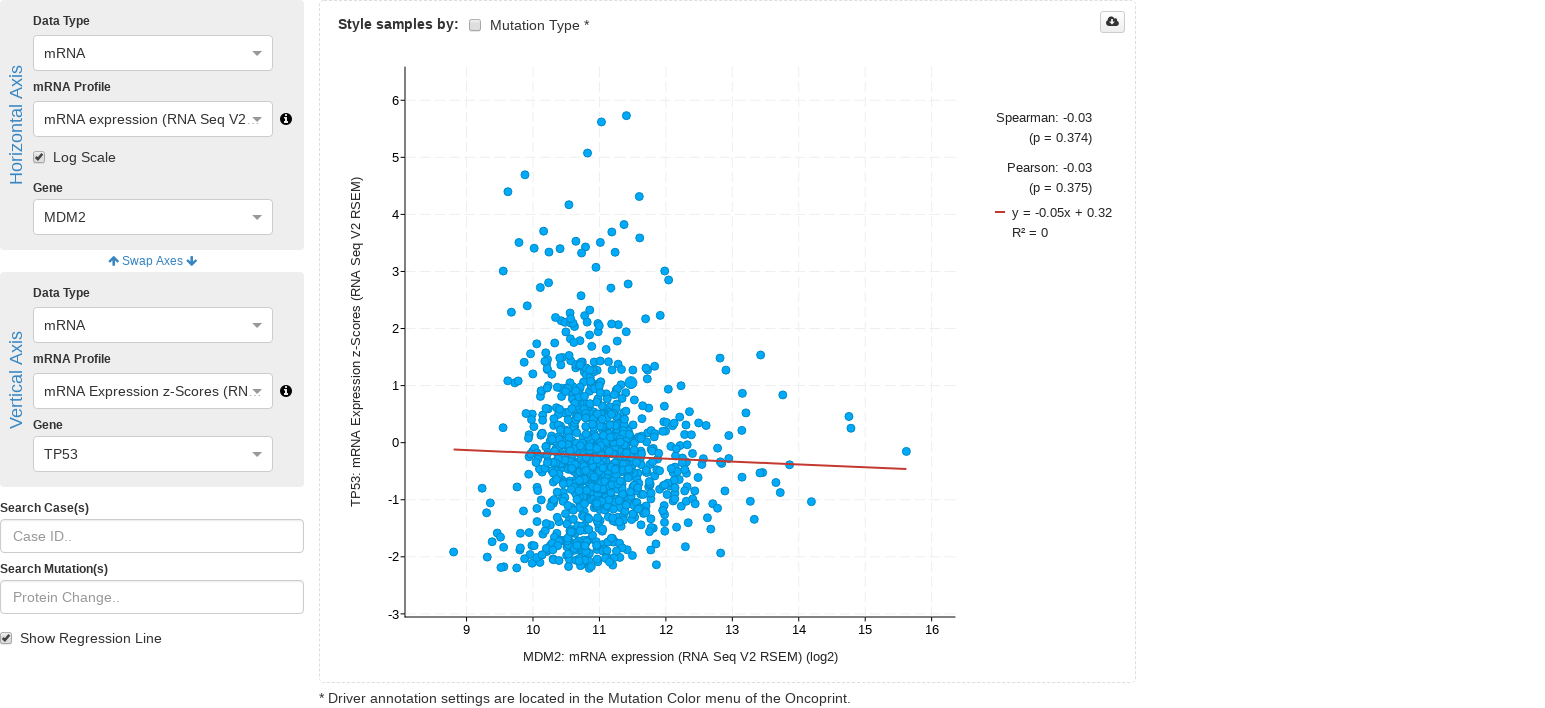 Horizontal Axis
Data Type
mRNA
mRNA Profile
mRNA expression (RNA Seq V2...
Log Scale
Gene
MDM2
Swap Axes
Vertical Axis
Data Type
mRNA
mRNA Profile
mRNA Expression z-Scores (RN...
Gene
TP53
Search Case(s)
Case ID..
Search Mutation(s)
Protein Change..
Show Regression Line
Style samples by: Mutation Type *
TP53: mRNA Expression z-Scores (RNA Seq V2 RSEM)
6
5
4
3
2
1
0
-1
-2
-3
9 10 11 12 13 14 15 16
MDM2: mRNA expression (RNA Seq V2 RSEM) (log2)
Spearman: -0.03
(p = 0.374)
Pearson: -0.03
(p = 0.375)
y = -0.05x + 0.32
R² = 0
* Driver annotation settings are located in the Mutation Color menu of the Oncoprint.